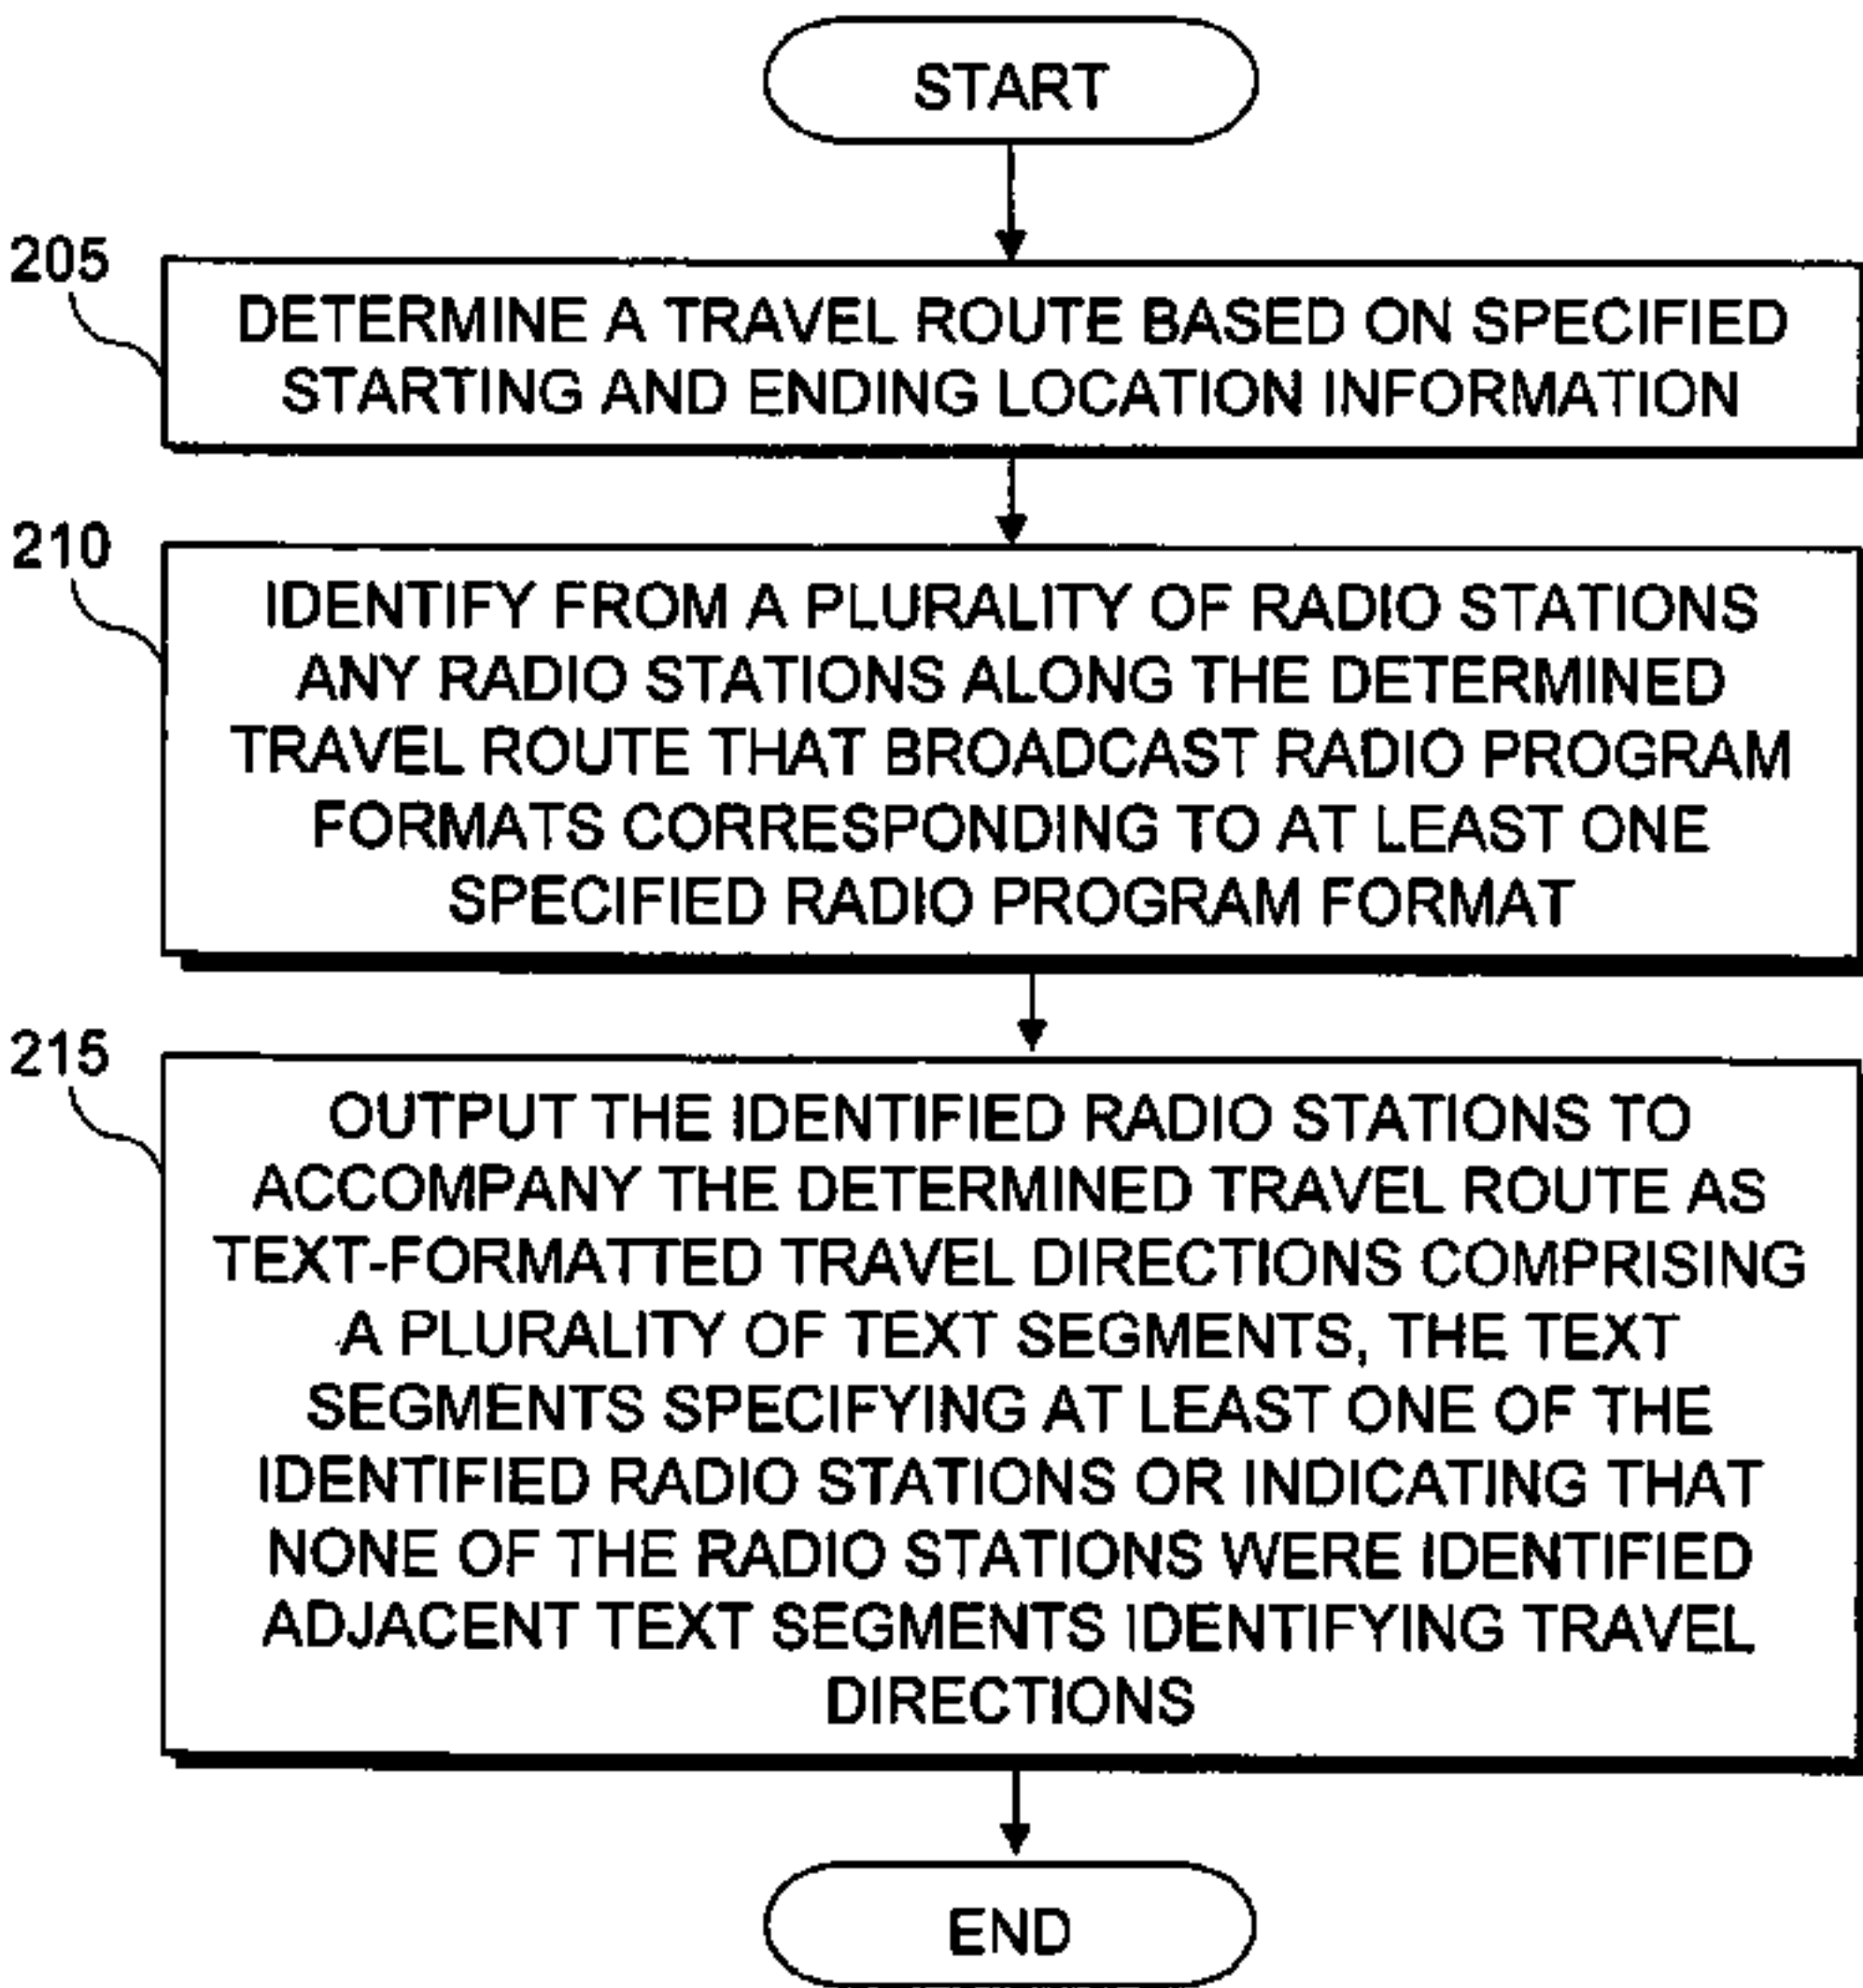 START
205
DETERMINE A TRAVEL ROUTE BASED ON SPECIFIED
STARTING AND ENDING LOCATION INFORMATION
210
IDENTIFY FROM A PLURALITY OF RADIO STATIONS
ANY RADIO STATIONS ALONG THE DETERMINED
TRAVEL ROUTE THAT BROADCAST RADIO PROGRAM
FORMATS CORRESPONDING TO AT LEAST ONE
SPECIFIED RADIO PROGRAM FORMAT
215
OUTPUT THE IDENTIFIED RADIO STATIONS TO
ACCOMPANY THE DETERMINED TRAVEL ROUTE AS
TEXT-FORMATTED TRAVEL DIRECTIONS COMPRISING
A PLURALITY OF TEXT SEGMENTS, THE TEXT
SEGMENTS SPECIFYING AT LEAST ONE OF THE
IDENTIFIED RADIO STATIONS OR INDICATING THAT
NONE OF THE RADIO STATIONS WERE IDENTIFIED
ADJACENT TEXT SEGMENTS IDENTIFYING TRAVEL
DIRECTIONS
END